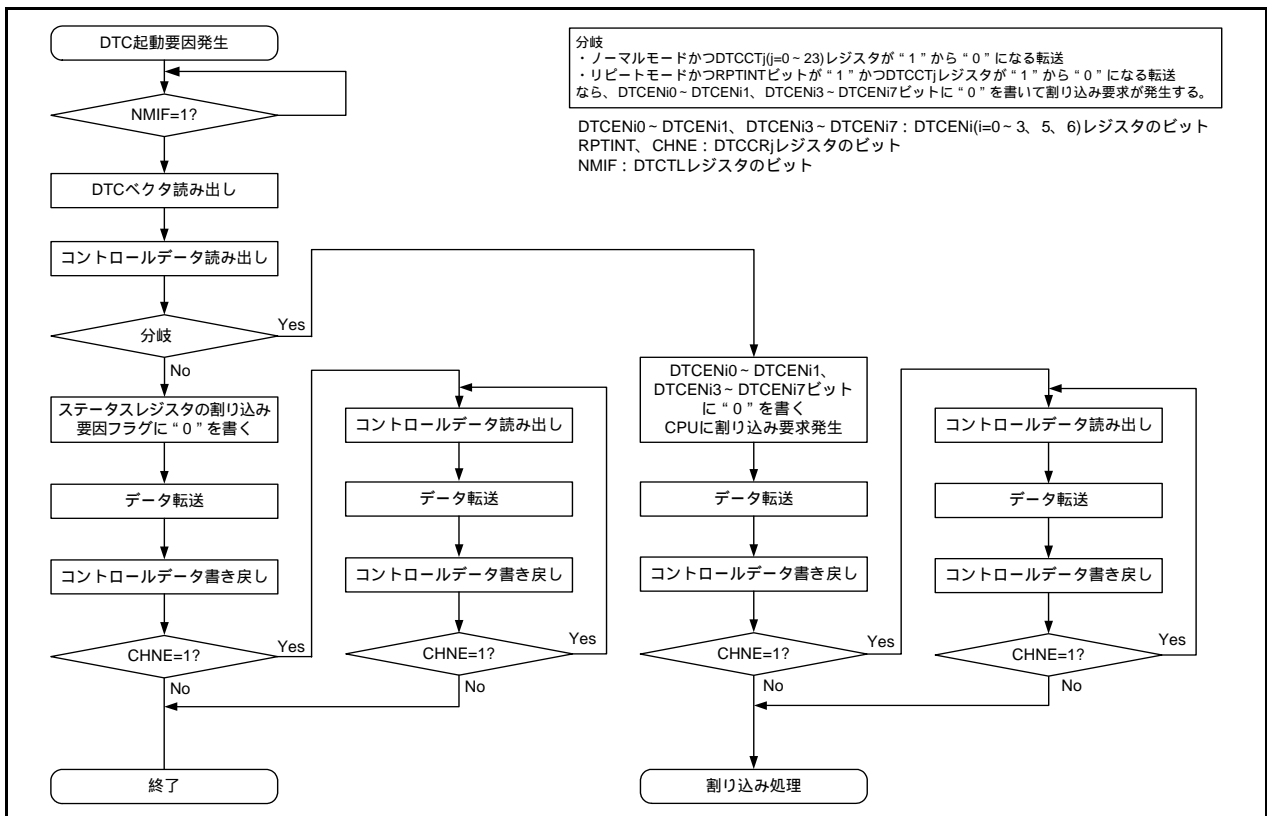 DTC起動要因発生
NMIF=1?
DTCベクタ読み出し
コントロールデータ読み出し
分岐
Yes
No
ステータスレジスタの割り込み
要因フラグに“0”を書く
データ転送
コントロールデータ書き戻し
CHNE=1?
Yes
No
終了
コントロールデータ読み出し
データ転送
コントロールデータ書き戻し
CHNE=1?
Yes
No
分岐
・ノーマルモードかつDTCCTj(j=0~23)レジスタが“1”から“0”になる転送
・リピートモードかつRPTINTビットが“1”かつDTCCTjレジスタが“1”から“0”になる転送
なら、DTCENi0~DTCENi1、DTCENi3~DTCENi7ビットに“0”を書いて割り込み要求が発生する。
DTCENi0~DTCENi1、DTCENi3~DTCENi7:DTCENi(i=0~3、5、6)レジスタのビット
RPTINT、CHNE:DTCCRjレジスタのビット
NMIF:DTCTLレジスタのビット
DTCENi0~DTCENi1、
DTCENi3~DTCENi7ビット
に“0”を書く
CPUに割り込み要求発生
データ転送
コントロールデータ書き戻し
CHNE=1?
Yes
No
割り込み処理
コントロールデータ読み出し
データ転送
コントロールデータ書き戻し
CHNE=1?
Yes
No